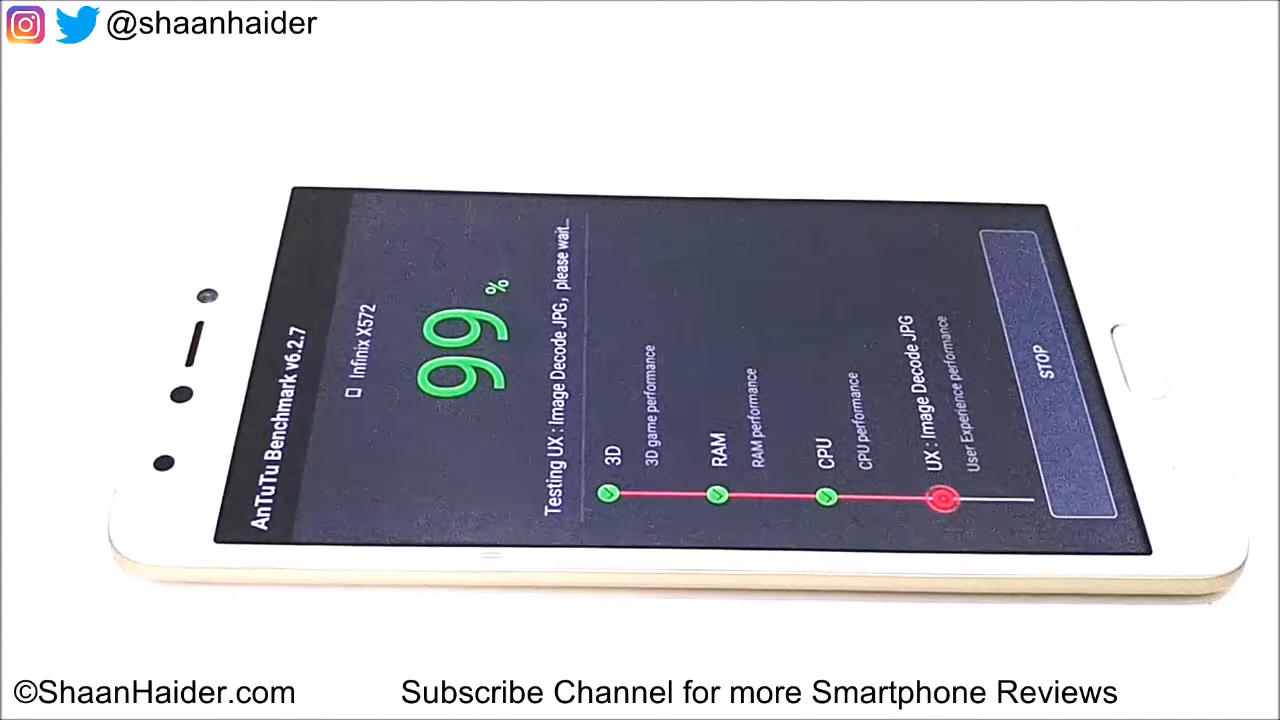 @shaanhaider
AnTuTu Benchmark v6.2.7
Infinix X572
99%
Testing UX : Image Decode JPG, please wait...
3D
3D game performance
RAM
RAM performance
CPU
CPU performance
UX : Image Decode JPG
User Experience performance
STOP
©ShaanHaider.com
Subscribe Channel for more Smartphone Reviews